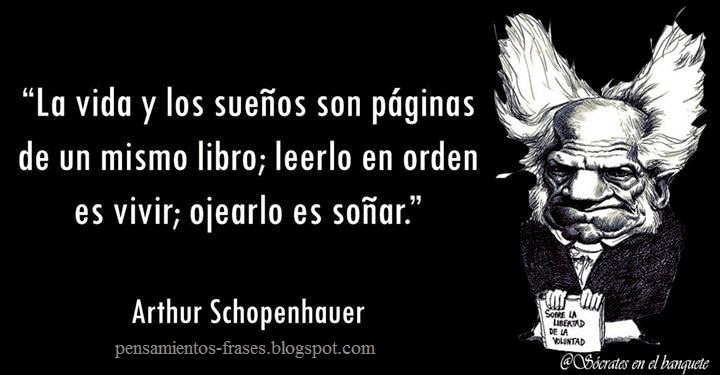 “La vida y los sueños son páginas
de un mismo libro; leerlo en orden
es vivir; ojearlo es soñar.”
Arthur Schopenhauer
pensamientos-frases.blogspot.com
SOBRE LA
LIBERTAD
DE LA
VOLUNTAD
@Sócrates en el banquete